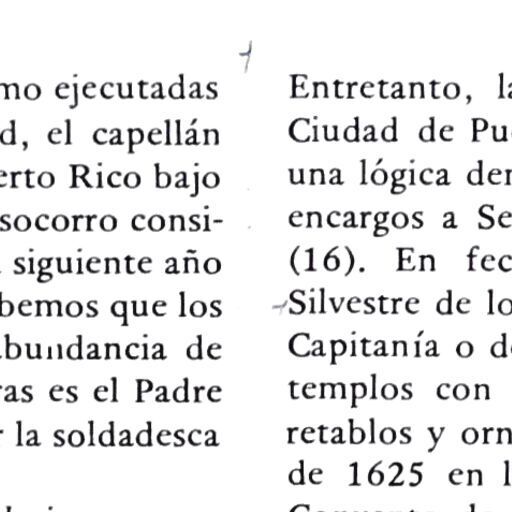 mo ejecutadas
d, el capellán
erto Rico bajo
socorro consi-
siguiente año
bemos que los
abundancia de
ras es el Padre
r la soldadesca
Entretanto, la
Ciudad de Pu
una lógica de
encargos a Se
(16). En fec
Silvestre de lo
Capitanía o d
templos con
retablos y orn
de 1625 en l